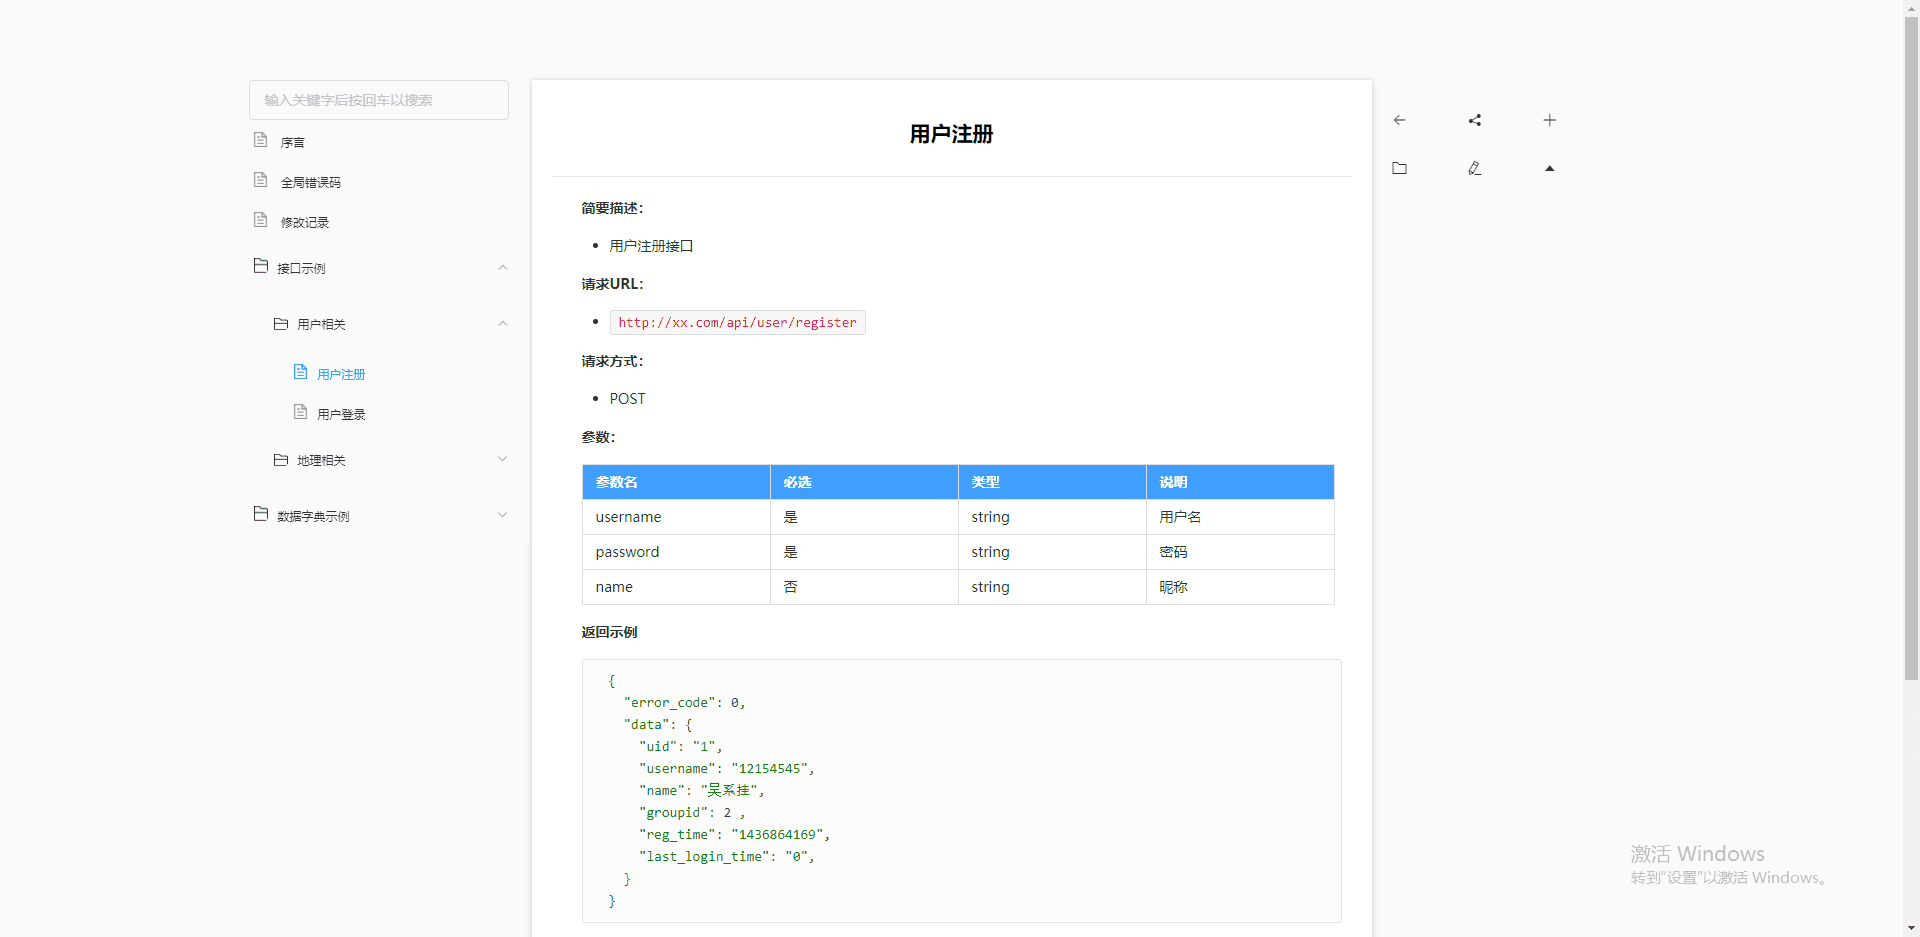 输入关键字后按回车以搜索
序言
全局错误码
修改记录
接口示例
用户相关
用户注册
用户登录
地理相关
数据字典示例
用户注册
简要描述：
用户注册接口
请求URL：
http://xx.com/api/user/register
请求方式：
POST
参数：
参数名 必选 类型 说明
username 是 string 用户名
password 是 string 密码
name 否 string 昵称
返回示例
{
"error_code": 0,
"data": {
"uid": "1",
"username": "12154545",
"name": "吴系挂",
"groupid": 2 ,
"reg_time": "1436864169",
"last_login_time": "0",
}
}
激活 Windows
转到"设置"以激活 Windows。